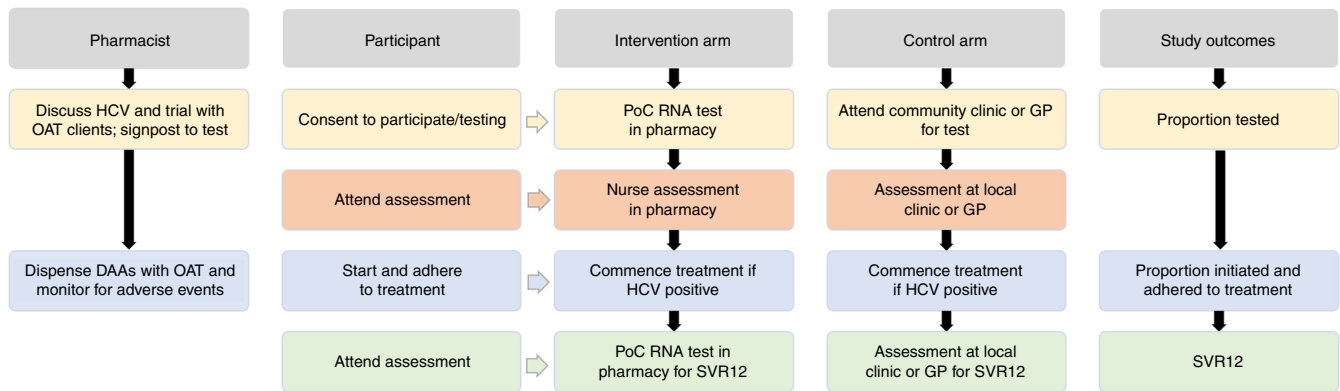 Pharmacist
Participant
Intervention arm
Control arm
Study outcomes
Discuss HCV and trial with
OAT clients; signpost to test
Consent to participate/testing
PoC RNA test
in pharmacy
Attend community clinic or GP
for test
Proportion tested
Attend assessment
Nurse assessment
in pharmacy
Assessment at local
clinic or GP
Dispense DAAs with OAT and
monitor for adverse events
Start and adhere
to treatment
Commence treatment if
HCV positive
Commence treatment
if HCV positive
Proportion initiated and
adhered to treatment
Attend assessment
PoC RNA test in
pharmacy for SVR12
Assessment at local
clinic or GP for SVR12
SVR12